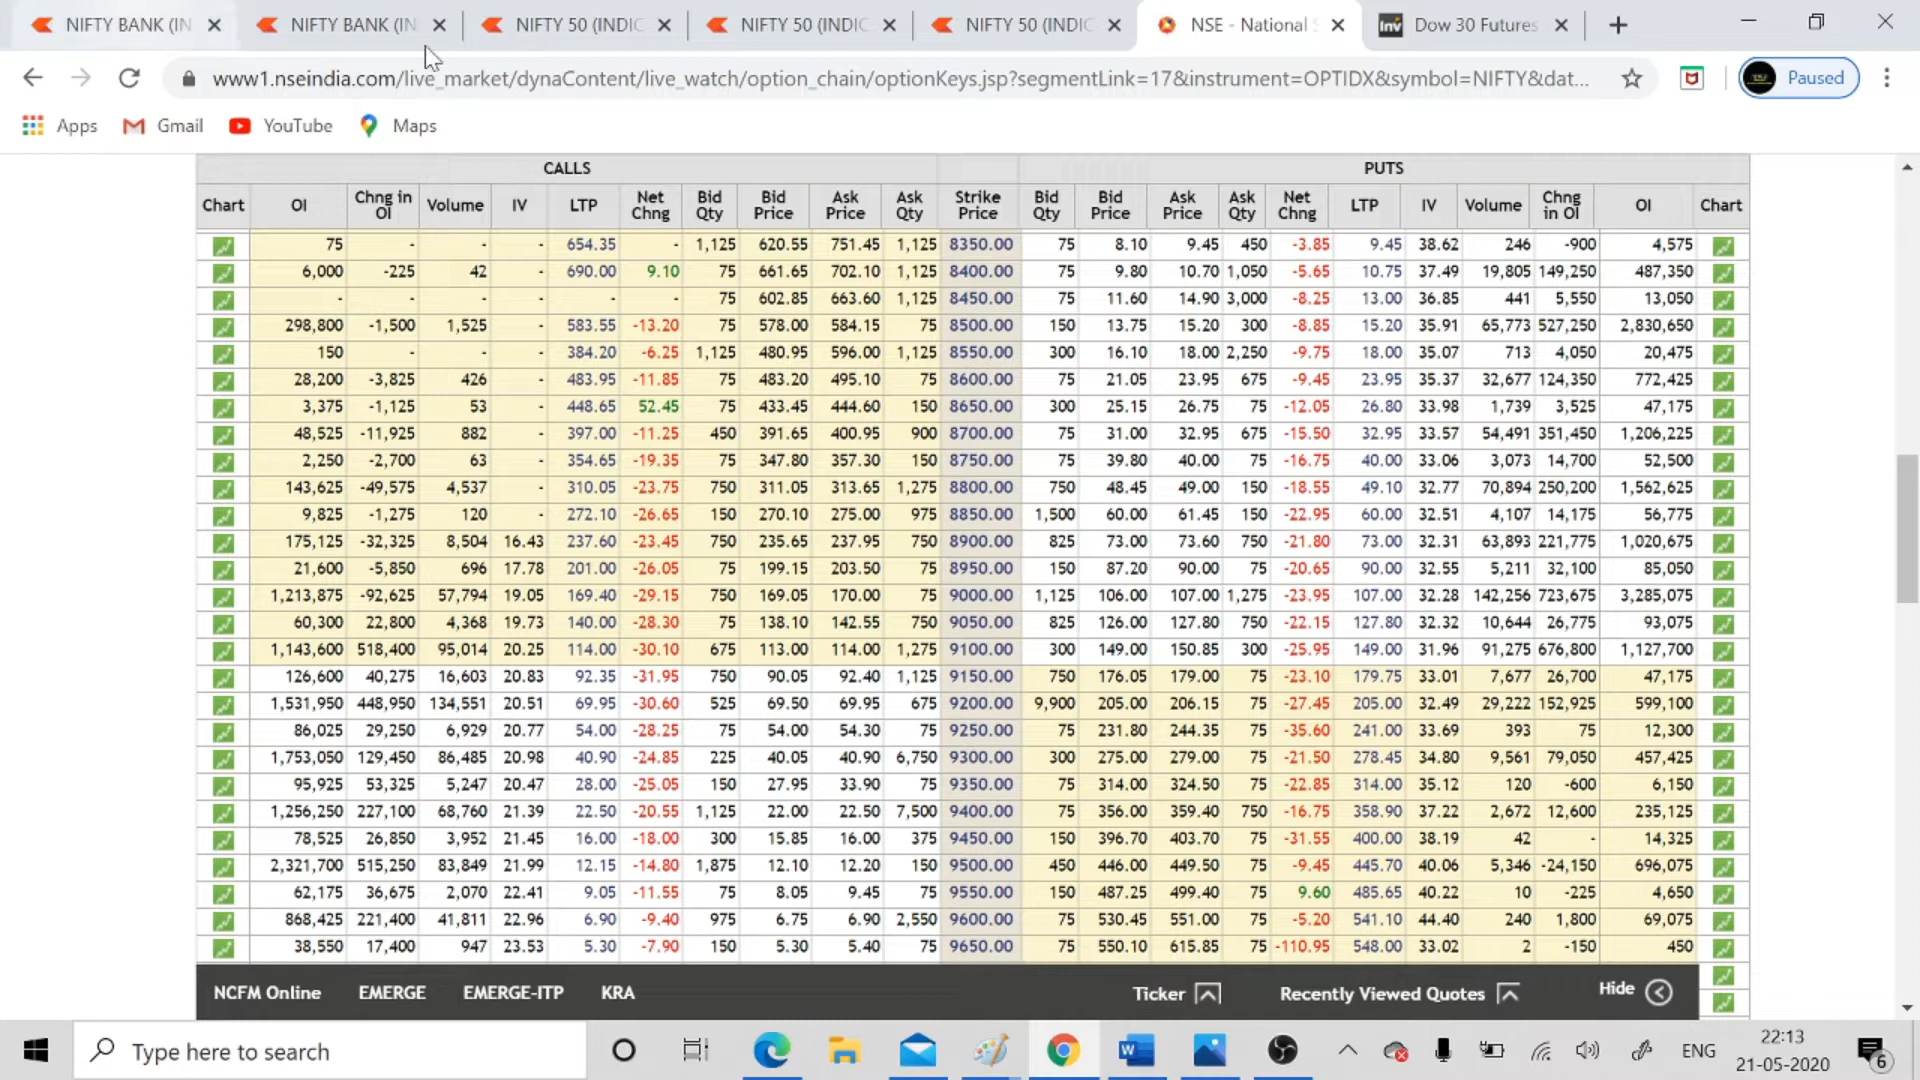 NIFTY BANK (IN NIFTY BANK (IN NIFTY 50 (INDIC NIFTY 50 (INDIC NIFTY 50 (INDIC NSE - National S Inv Dow 30 Futures
www1.nseindia.com/live_market/dynaContent/live_watch/option_chain/optionKeys.jsp?segmentLink=17&instrument=OPTIDX&symbol=NIFTY&dat... Paused
Apps Gmail YouTube Maps
CALLS PUTS
Chart OI Chng in OI Volume IV LTP Net Chng Bid Qty Bid Price Ask Price Ask Qty Strike Price Bid Qty Bid Price Ask Price Ask Qty Net Chng LTP IV Volume Chng in OI OI Chart
75 - - - 654.35 - 1,125 620.55 751.45 1,125 8350.00 75 8.10 9.45 450 -3.85 9.45 38.62 246 -900 4,575
6,000 -225 42 - 690.00 9.10 75 661.65 702.10 1,125 8400.00 75 9.80 10.70 1,050 -5.65 10.75 37.49 19,805 149,250 487,350
- - - - - - 75 602.85 663.60 1,125 8450.00 75 11.60 14.90 3,000 -8.25 13.00 36.85 441 5,550 13,050
298,800 -1,500 1,525 - 583.55 -13.20 75 578.00 584.15 75 8500.00 150 13.75 15.20 300 -8.85 15.20 35.91 65,773 527,250 2,830,650
150 - - - 384.20 -6.25 1,125 480.95 596.00 1,125 8550.00 300 16.10 18.00 2,250 -9.75 18.00 35.07 713 4,050 20,475
28,200 -3,825 426 - 483.95 -11.85 75 483.20 495.10 75 8600.00 75 21.05 23.95 675 -9.45 23.95 35.37 32,677 124,350 772,425
3,375 -1,125 53 - 448.65 52.45 75 433.45 444.60 150 8650.00 300 25.15 26.75 75 -12.05 26.80 33.98 1,739 3,525 47,175
48,525 -11,925 882 - 397.00 -11.25 450 391.65 400.95 900 8700.00 75 31.00 32.95 675 -15.50 32.95 33.57 54,491 351,450 1,206,225
2,250 -2,700 63 - 354.65 -19.35 75 347.80 357.30 150 8750.00 75 39.80 40.00 75 -16.75 40.00 33.06 3,073 14,700 52,500
143,625 -49,575 4,537 - 310.05 -23.75 750 311.05 313.65 1,275 8800.00 750 48.45 49.00 150 -18.55 49.10 32.77 70,894 250,200 1,562,625
9,825 -1,275 120 - 272.10 -26.65 150 270.10 275.00 975 8850.00 1,500 60.00 61.45 150 -22.95 60.00 32.51 4,107 14,175 56,775
175,125 -32,325 8,504 16.43 237.60 -23.45 750 235.65 237.95 750 8900.00 825 73.00 73.60 750 -21.80 73.00 32.31 63,893 221,775 1,020,675
21,600 -5,850 696 17.78 201.00 -26.05 75 199.15 203.50 75 8950.00 150 87.20 90.00 75 -20.65 90.00 32.55 5,211 32,100 85,050
1,213,875 -92,625 57,794 19.05 169.40 -29.15 750 169.05 170.00 75 9000.00 1,125 106.00 107.00 1,275 -23.95 107.00 32.28 142,256 723,675 3,285,075
60,300 22,800 4,368 19.73 140.00 -28.30 75 138.10 142.55 750 9050.00 825 126.00 127.80 750 -22.15 127.80 32.32 10,644 26,775 93,075
1,143,600 518,400 95,014 20.25 114.00 -30.10 675 113.00 114.00 1,275 9100.00 300 149.00 150.85 300 -25.95 149.00 31.96 91,275 676,800 1,127,700
126,600 40,275 16,603 20.83 92.35 -31.95 750 90.05 92.40 1,125 9150.00 750 176.05 179.00 75 -23.10 179.75 33.01 7,677 26,700 47,175
1,531,950 448,950 134,551 20.51 69.95 -30.60 525 69.50 69.95 675 9200.00 9,900 205.00 206.15 75 -27.45 205.00 32.49 29,222 152,925 599,100
86,025 29,250 6,929 20.77 54.00 -28.25 75 54.00 54.30 75 9250.00 75 231.80 244.35 75 -35.60 241.00 33.69 393 75 12,300
1,753,050 129,450 86,485 20.98 40.90 -24.85 225 40.05 40.90 6,750 9300.00 300 275.00 279.00 75 -21.50 278.45 34.80 9,561 79,050 457,425
95,925 53,325 5,247 20.47 28.00 -25.05 150 27.95 33.90 75 9350.00 75 314.00 324.50 75 -22.85 314.00 35.12 120 -600 6,150
1,256,250 227,100 68,760 21.39 22.50 -20.55 1,125 22.00 22.50 7,500 9400.00 75 356.00 359.40 750 -16.75 358.90 37.22 2,672 12,600 235,125
78,525 26,850 3,952 21.45 16.00 -18.00 300 15.85 16.00 375 9450.00 150 396.70 403.70 75 -31.55 400.00 38.19 42 - 14,325
2,321,700 515,250 83,849 21.99 12.15 -14.80 1,875 12.10 12.20 150 9500.00 450 446.00 449.50 75 -9.45 445.70 40.06 5,346 -24,150 696,075
62,175 36,675 2,070 22.41 9.05 -11.55 75 8.05 9.45 75 9550.00 150 487.25 499.40 75 9.60 485.65 40.22 10 -225 4,650
868,425 221,400 41,811 22.96 6.90 -9.40 975 6.75 6.90 2,550 9600.00 75 530.45 551.00 75 -5.20 541.10 44.40 240 1,800 69,075
38,550 17,400 947 23.53 5.30 -7.90 150 5.30 5.40 75 9650.00 75 550.10 615.85 75 -110.95 548.00 33.02 2 -150 450
NCFM Online EMERGE EMERGE-ITP KRA Ticker Recently Viewed Quotes Hide
Type here to search ENG 22:13
21-05-2020 6